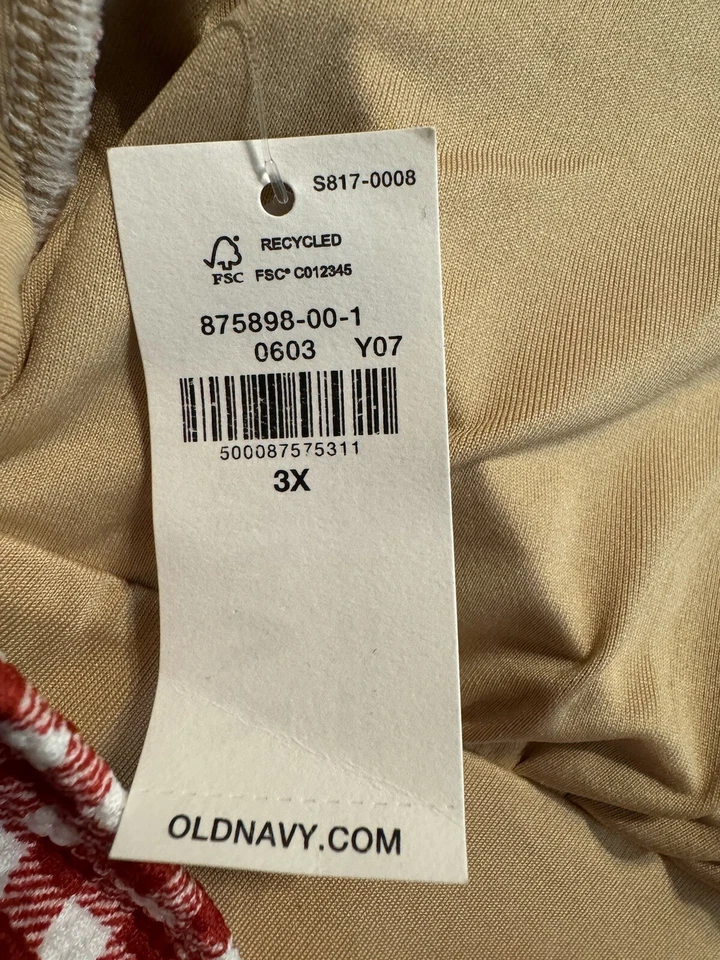 S817-0008
RECYCLED
FSC FSC® C012345
875898-00-1
0603 Y07
500087575311
3X
OLDNAVY.COM